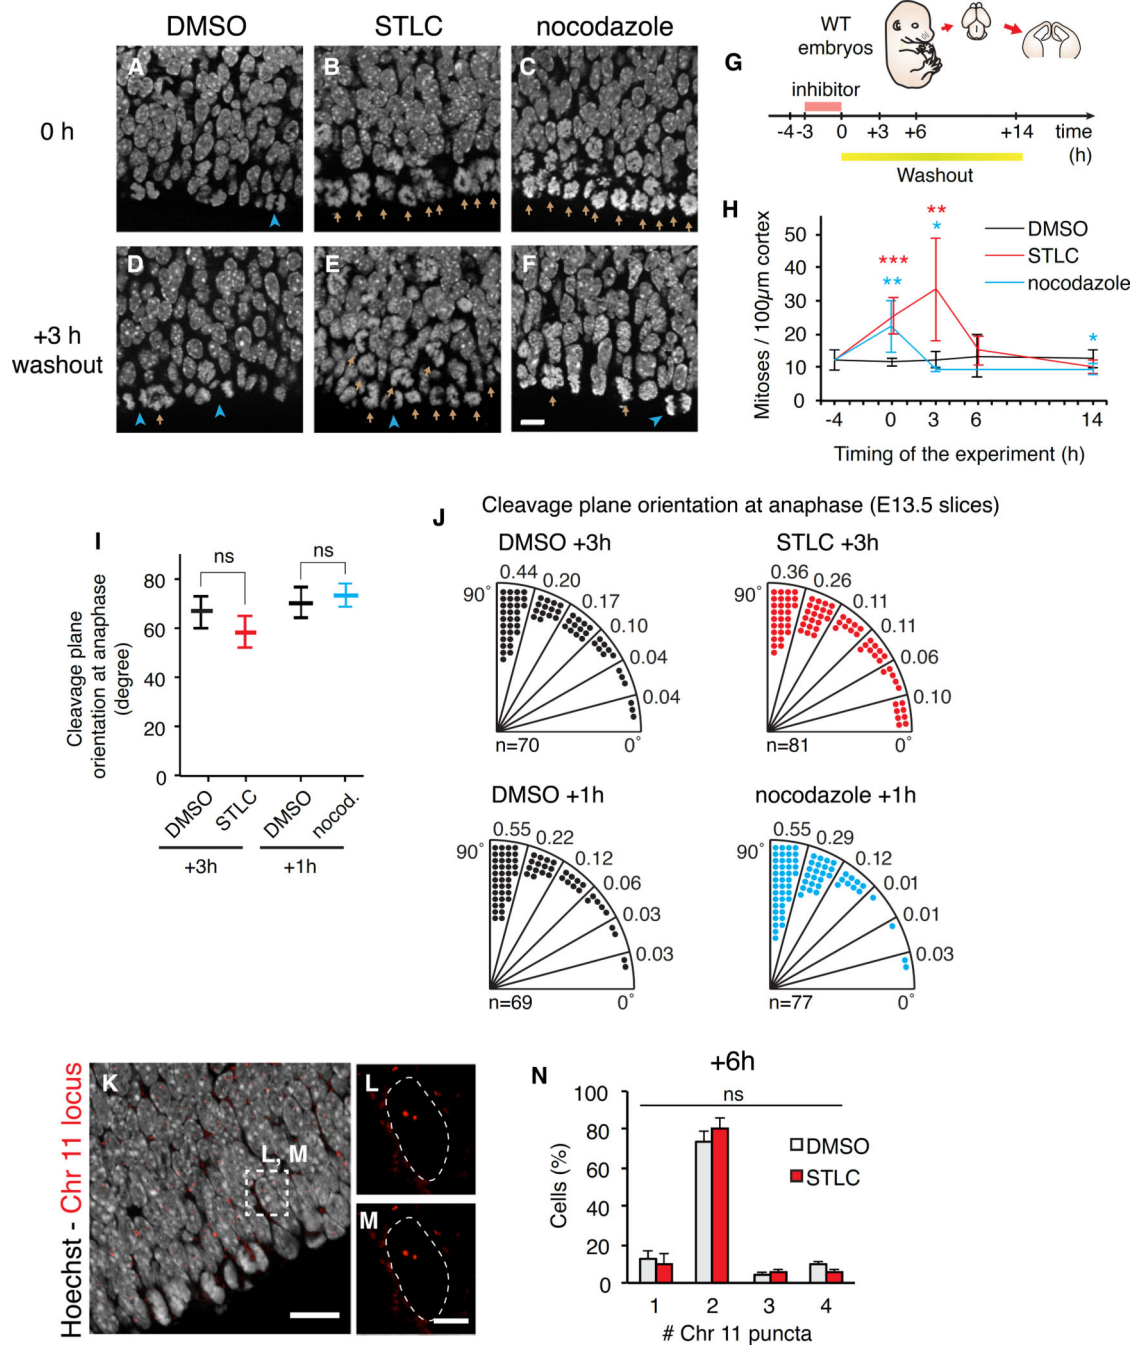 DMSO
STLC
nocodazole
0 h
A
B
C
+3 h
washout
D
E
F
G
WT
embryos
inhibitor
-4 -3 0 +3 +6 +14 time
(h)
Washout
H
Mitoses / 100µm cortex
50
40
30
20
10
0
***
**
**
*
*
DMSO
STLC
nocodazole
-4 0 3 6 14
Timing of the experiment (h)
I
Cleavage plane
orientation at anaphase
(degree)
80
60
40
20
0
ns
ns
DMSO
STLC
DMSO
nocod.
+3h
+1h
J
Cleavage plane orientation at anaphase (E13.5 slices)
DMSO +3h
90°
0.44
0.20
0.17
0.10
0.04
0.04
n=70
0°
STLC +3h
90°
0.36
0.26
0.11
0.11
0.06
0.10
n=81
0°
DMSO +1h
90°
0.55
0.22
0.12
0.06
0.03
0.03
n=69
0°
nocodazole +1h
90°
0.55
0.29
0.12
0.01
0.01
0.03
n=77
0°
Hoechst - Chr 11 locus
K
L, M
L
M
N
+6h
ns
Cells (%)
100
80
60
40
20
0
DMSO
STLC
1 2 3 4
# Chr 11 puncta